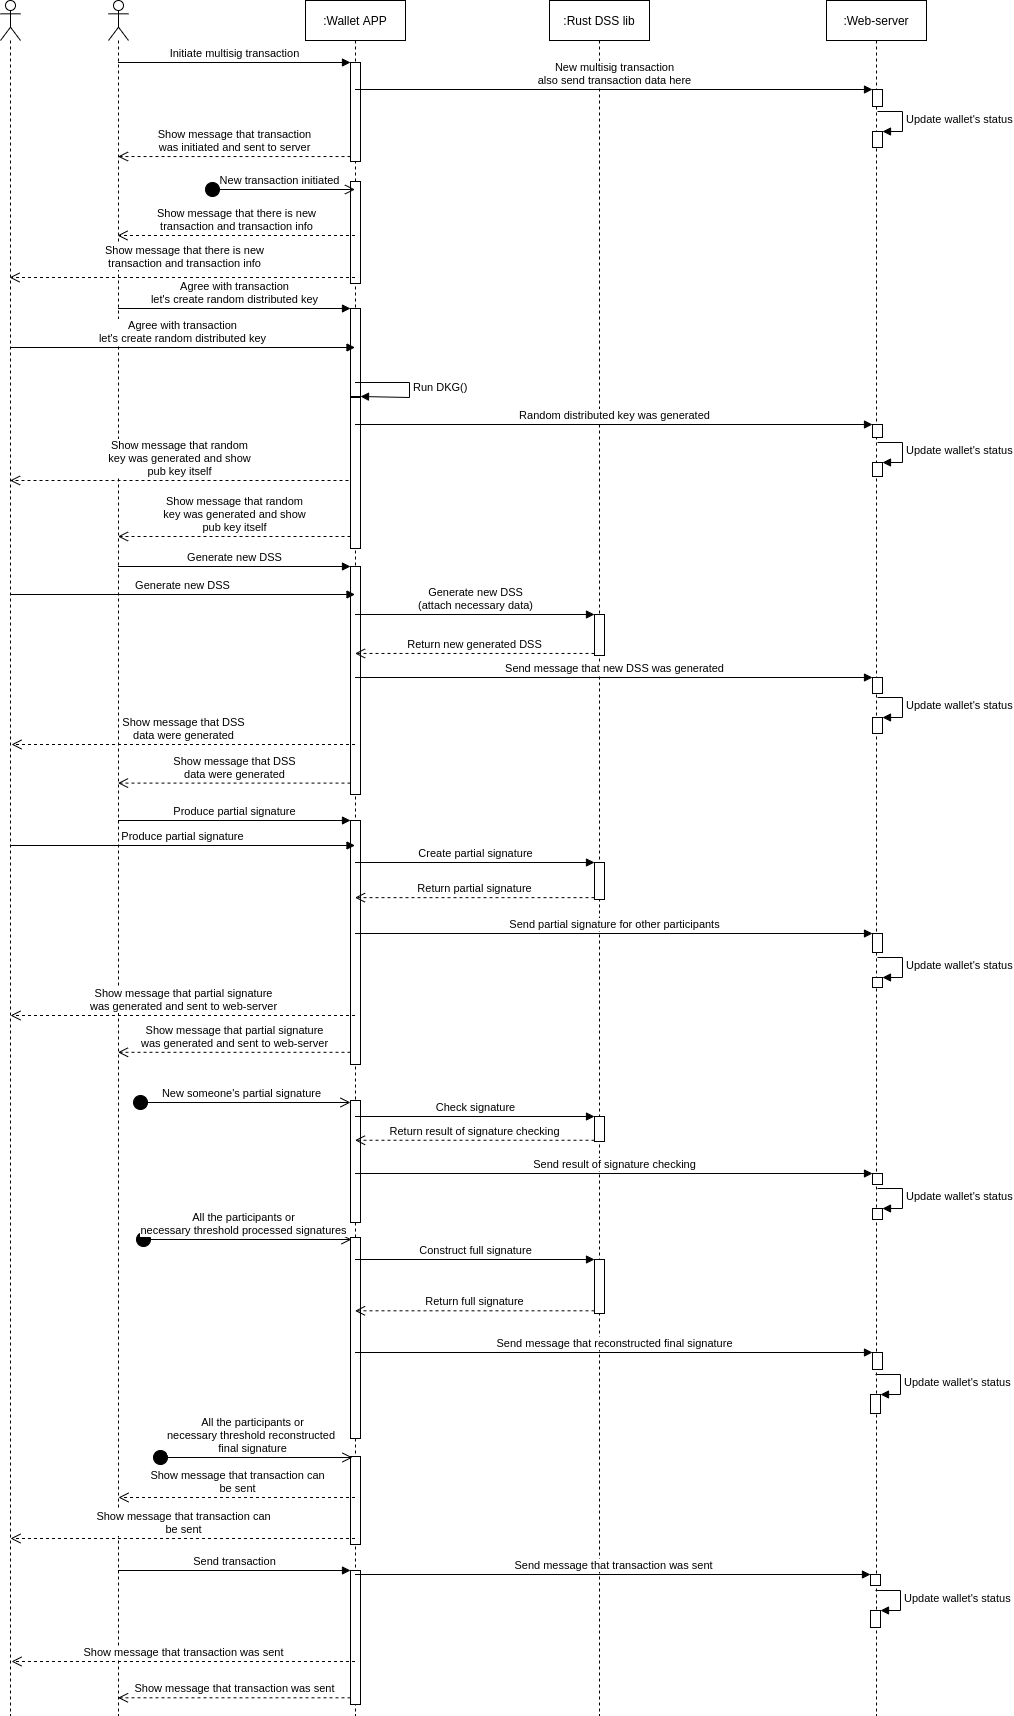 :Wallet APP
:Rust DSS lib
:Web-server
Initiate multisig transaction
New multisig transaction
also send transaction data here
Update wallet's status
Show message that transaction
was initiated and sent to server
New transaction initiated
Show message that there is new
transaction and transaction info
Show message that there is new
transaction and transaction info
Agree with transaction
let's create random distributed key
Agree with transaction
let's create random distributed key
Run DKG()
Random distributed key was generated
Update wallet's status
Show message that random
key was generated and show
pub key itself
Show message that random
key was generated and show
pub key itself
Generate new DSS
Generate new DSS
Generate new DSS
(attach necessary data)
Return new generated DSS
Send message that new DSS was generated
Update wallet's status
Show message that DSS
data were generated
Show message that DSS
data were generated
Produce partial signature
Produce partial signature
Create partial signature
Return partial signature
Send partial signature for other participants
Update wallet's status
Show message that partial signature
was generated and sent to web-server
Show message that partial signature
was generated and sent to web-server
New someone's partial signature
Check signature
Return result of signature checking
Send result of signature checking
Update wallet's status
All the participants or
necessary threshold processed signatures
Construct full signature
Return full signature
Send message that reconstructed final signature
Update wallet's status
All the participants or
necessary threshold reconstructed
final signature
Show message that transaction can
be sent
Show message that transaction can
be sent
Send transaction
Send message that transaction was sent
Update wallet's status
Show message that transaction was sent
Show message that transaction was sent